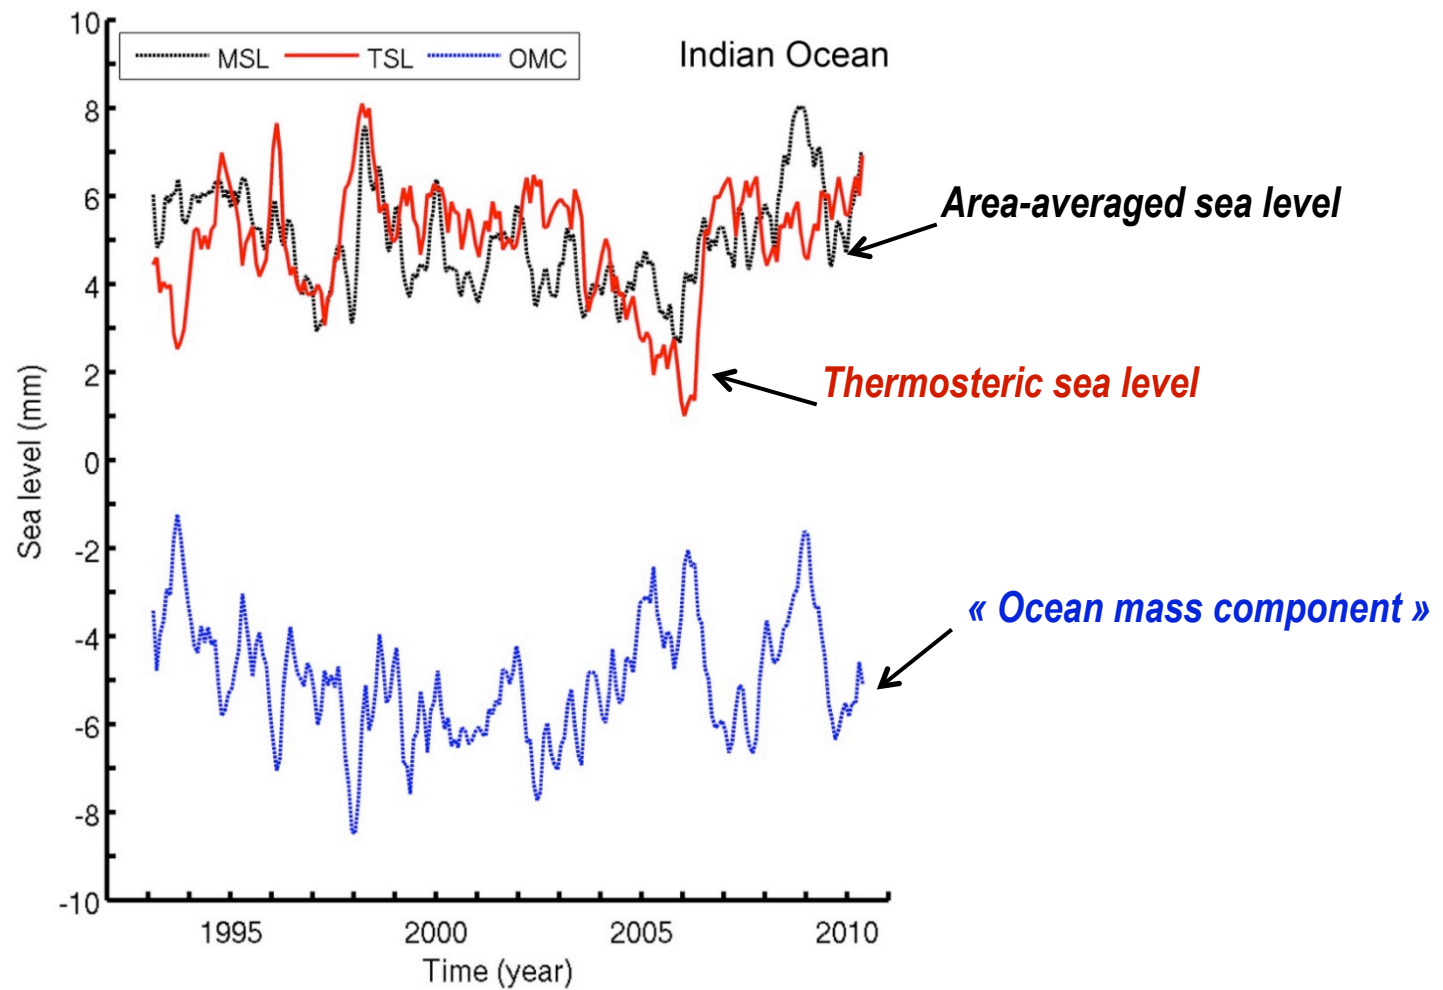 10
MSL TSL OMC
Indian Ocean
8
6
Area-averaged sea level
4
2
Thermosteric sea level
0
Sea level (mm)
-2
« Ocean mass component »
-4
-6
-8
-10
1995 2000 2005 2010
Time (year)